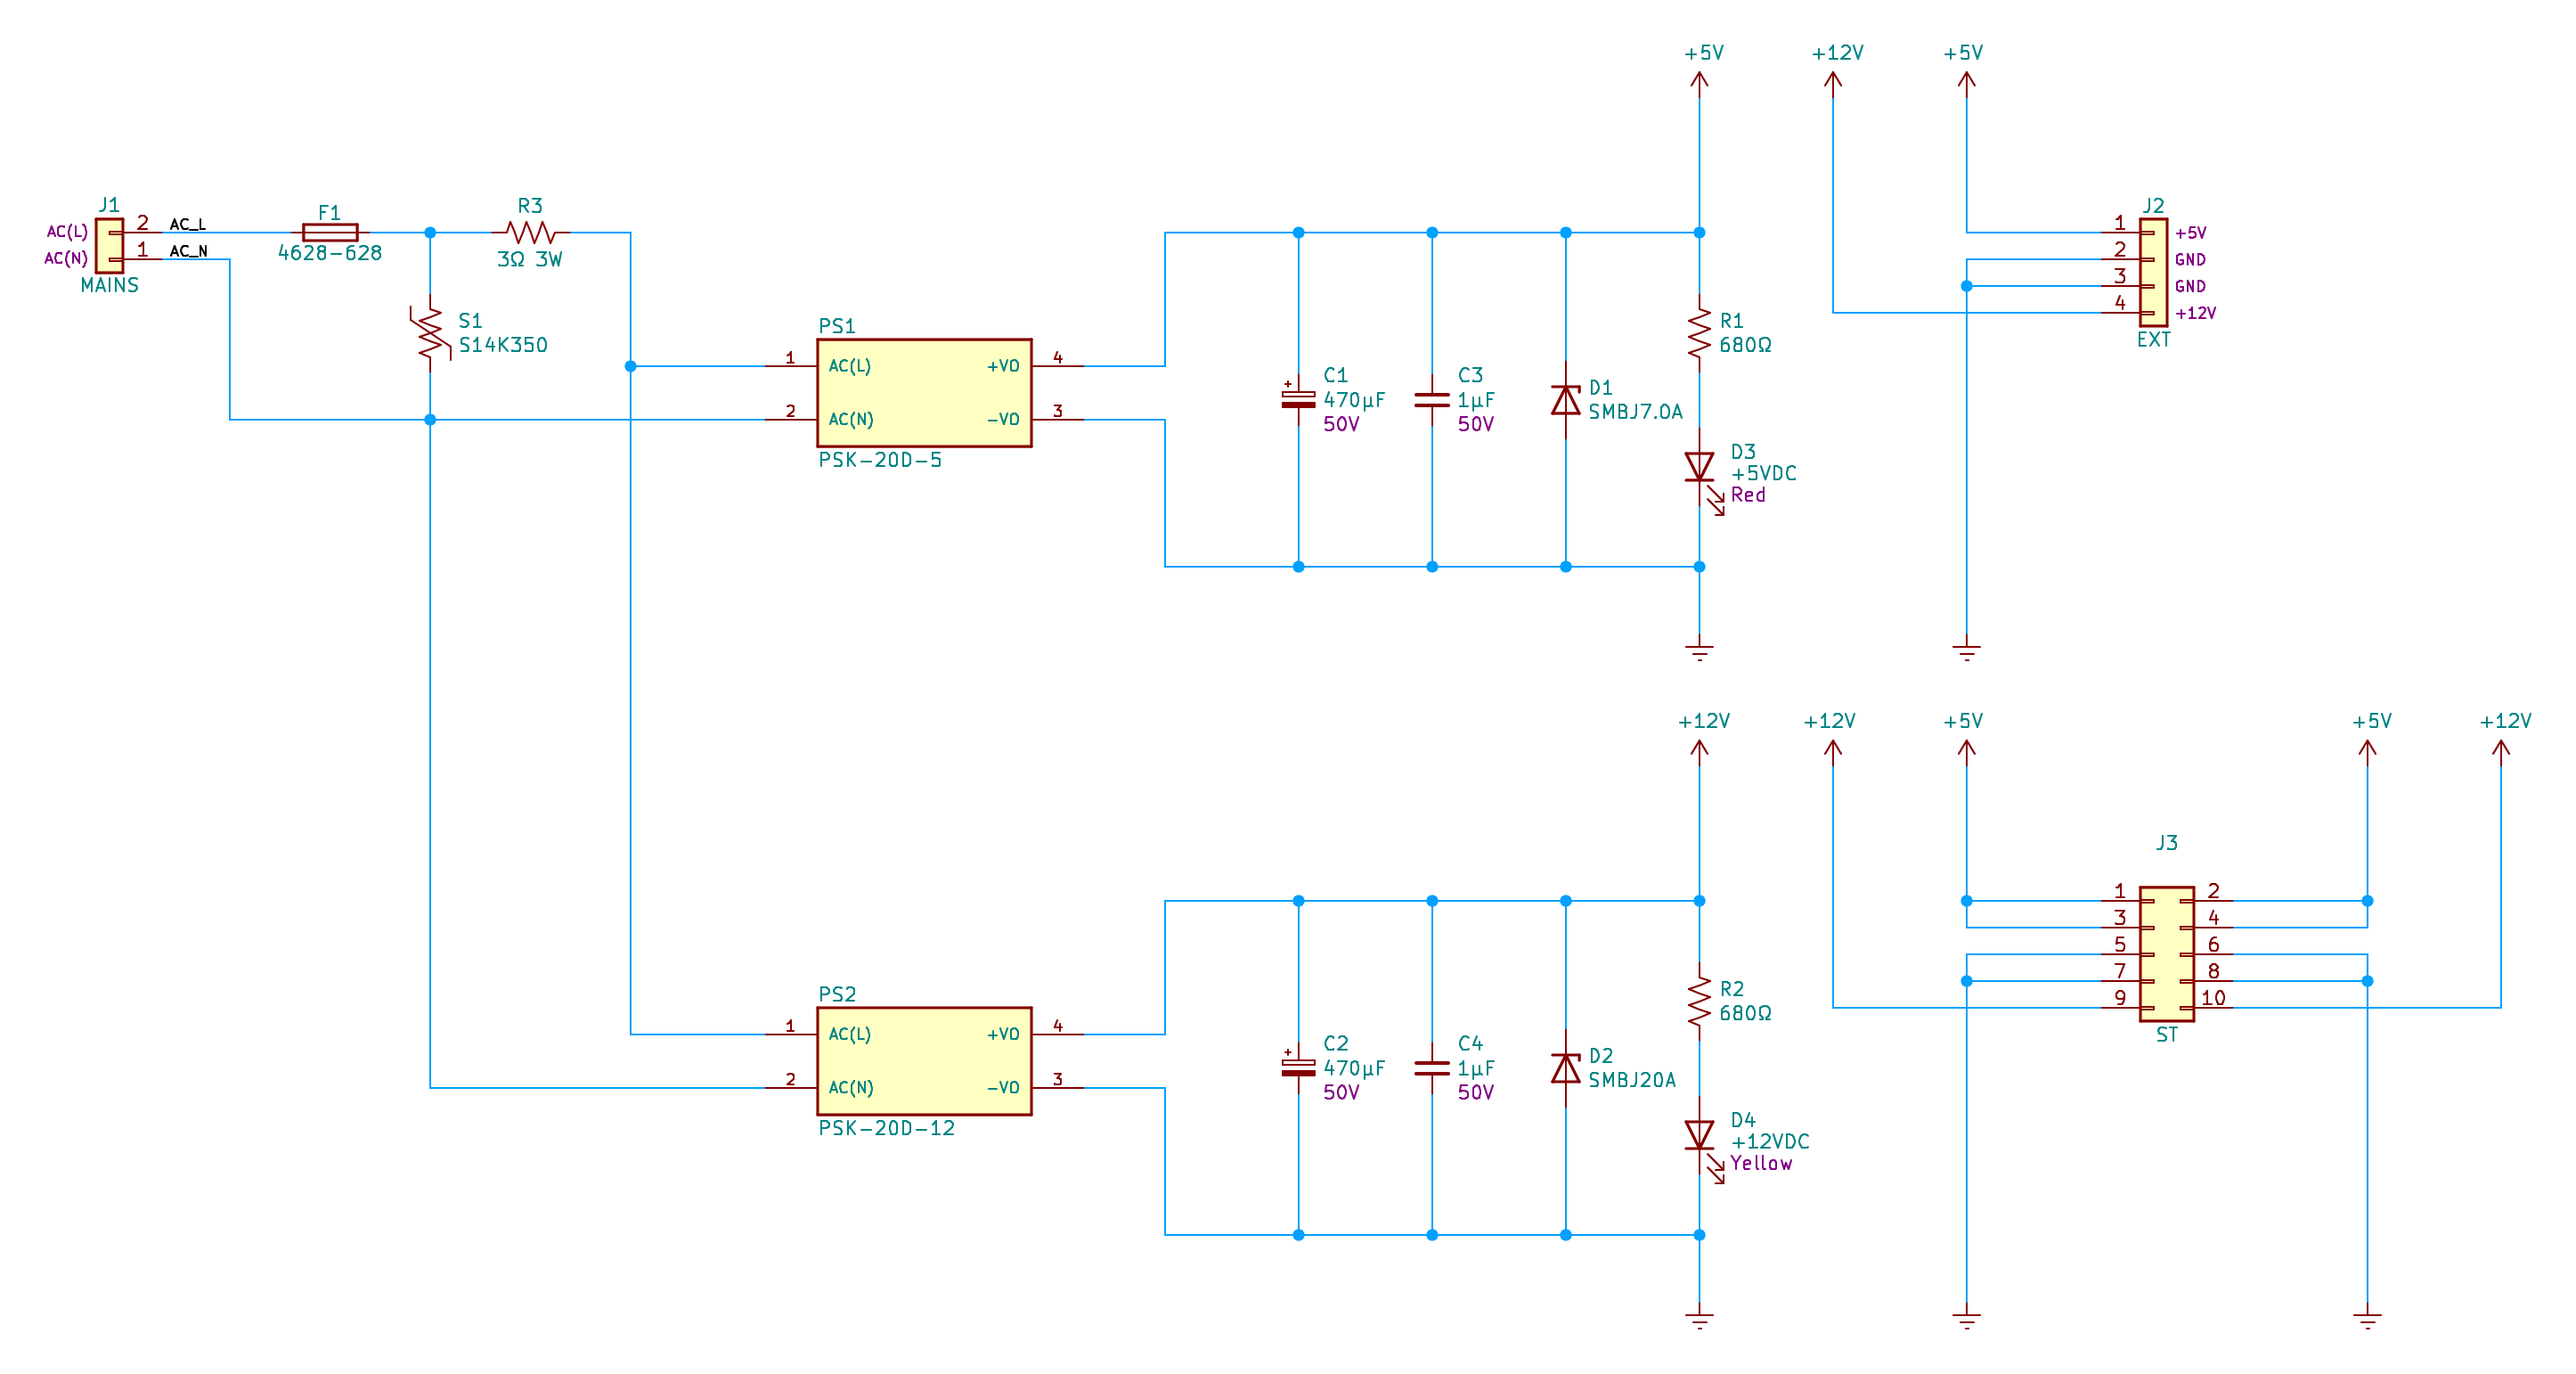 +5V
+12V
+5V
J1
AC(L)
2
AC_L
AC(N)
1
AC_N
MAINS
F1
4628-628
R3
3Ω 3W
S1
S14K350
PS1
1
AC(L)
+VO
4
2
AC(N)
-VO
3
PSK-20D-5
C1
470µF
50V
+
C3
1µF
50V
D1
SMBJ7.0A
R1
680Ω
D3
+5VDC
Red
J2
1
+5V
2
GND
3
GND
4
+12V
EXT
+12V
+12V
+5V
+5V
+12V
PS2
1
AC(L)
+VO
4
2
AC(N)
-VO
3
PSK-20D-12
C2
470µF
50V
+
C4
1µF
50V
D2
SMBJ20A
R2
680Ω
D4
+12VDC
Yellow
J3
1
2
3
4
5
6
7
8
9
10
ST